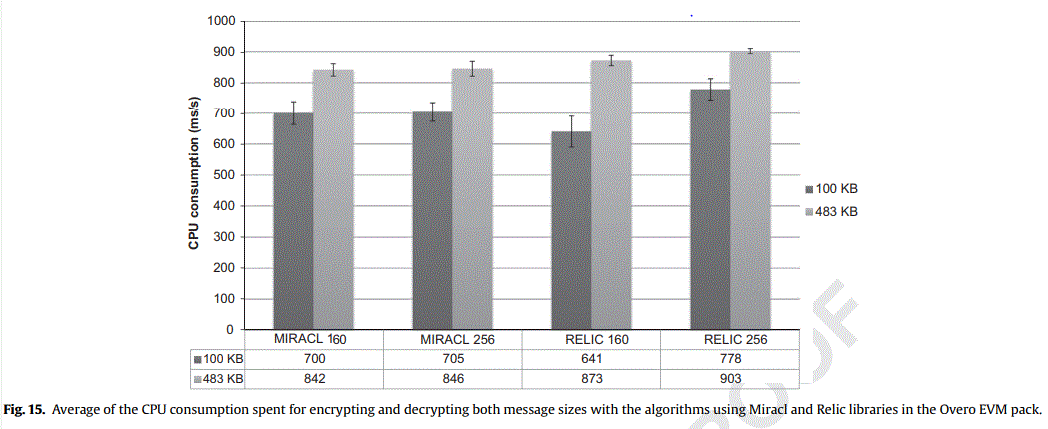 1000
900
800
700
600
500
400
300
200
100
0
CPU consumption (ms/s)
100 KB
483 KB
MIRACL 160 MIRACL 256 RELIC 160 RELIC 256
100 KB 700 705 641 778
483 KB 842 846 873 903
Fig. 15. Average of the CPU consumption spent for encrypting and decrypting both message sizes with the algorithms using Miracl and Relic libraries in the Overo EVM pack.